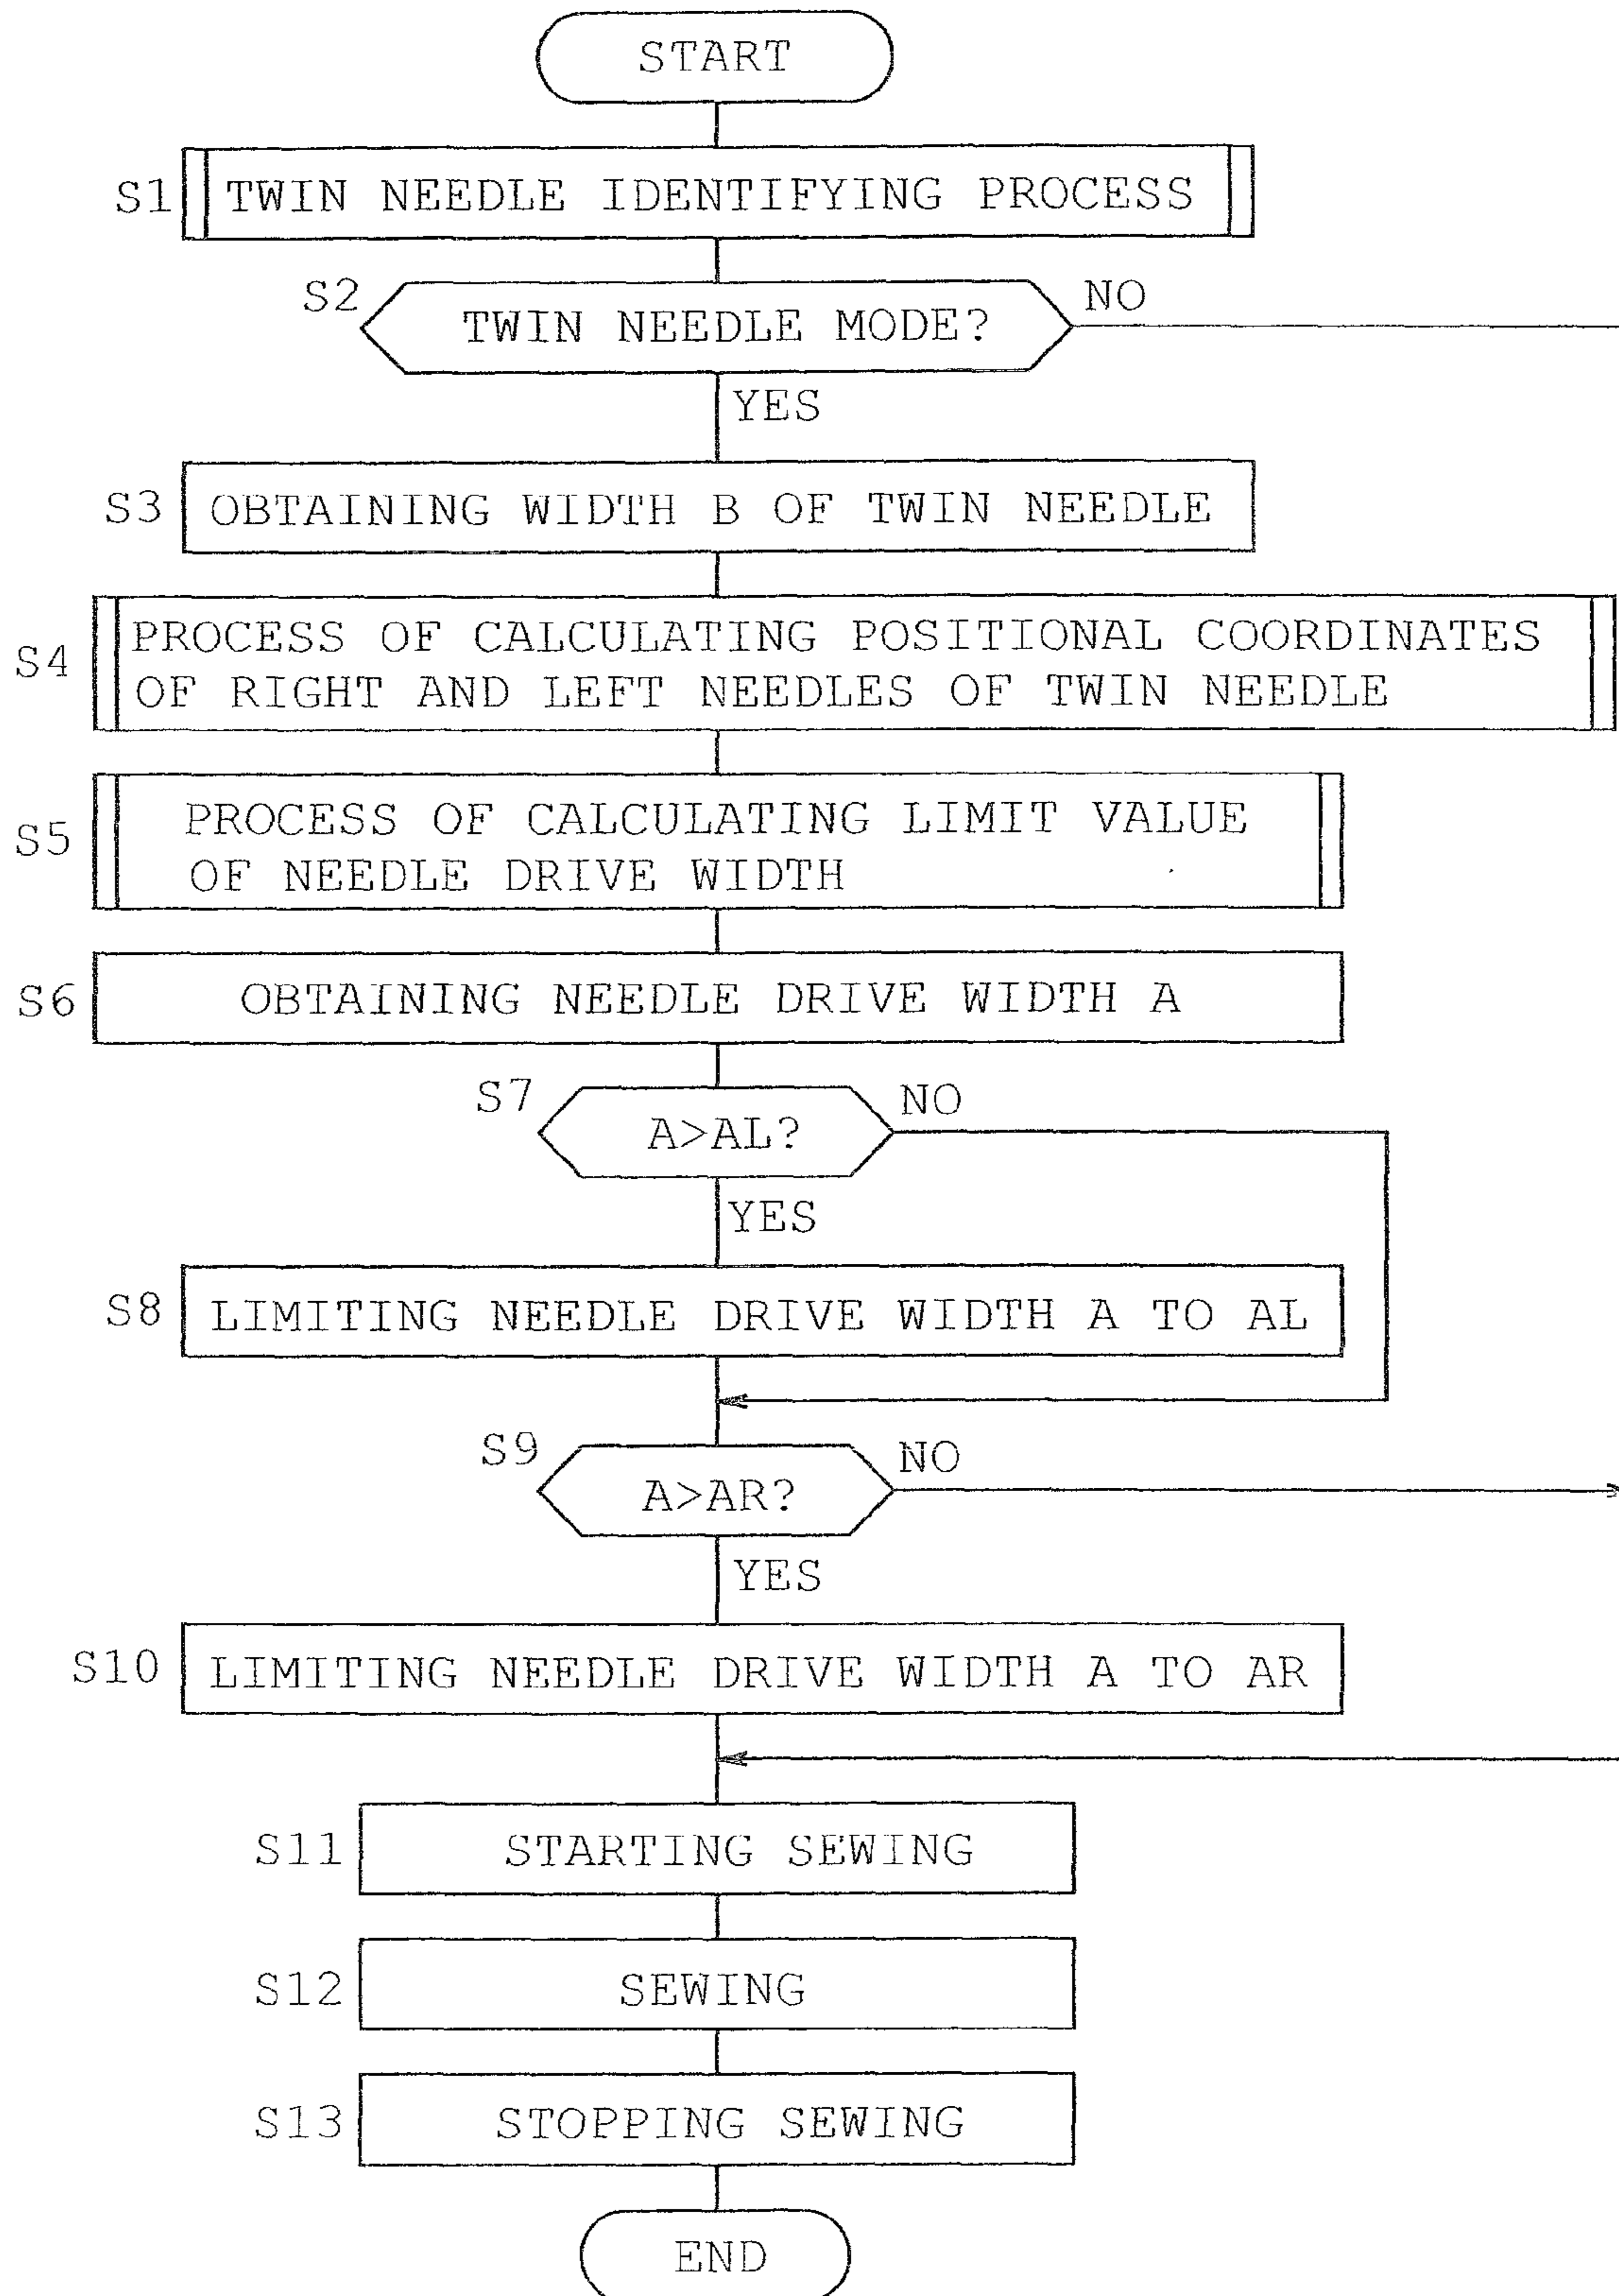 START
S1 TWIN NEEDLE IDENTIFYING PROCESS
S2 TWIN NEEDLE MODE? NO
YES
S3 OBTAINING WIDTH B OF TWIN NEEDLE
S4 PROCESS OF CALCULATING POSITIONAL COORDINATES
OF RIGHT AND LEFT NEEDLES OF TWIN NEEDLE
S5 PROCESS OF CALCULATING LIMIT VALUE
OF NEEDLE DRIVE WIDTH
S6 OBTAINING NEEDLE DRIVE WIDTH A
S7 A>AL? NO
YES
S8 LIMITING NEEDLE DRIVE WIDTH A TO AL
S9 A>AR? NO
YES
S10 LIMITING NEEDLE DRIVE WIDTH A TO AR
S11 STARTING SEWING
S12 SEWING
S13 STOPPING SEWING
END